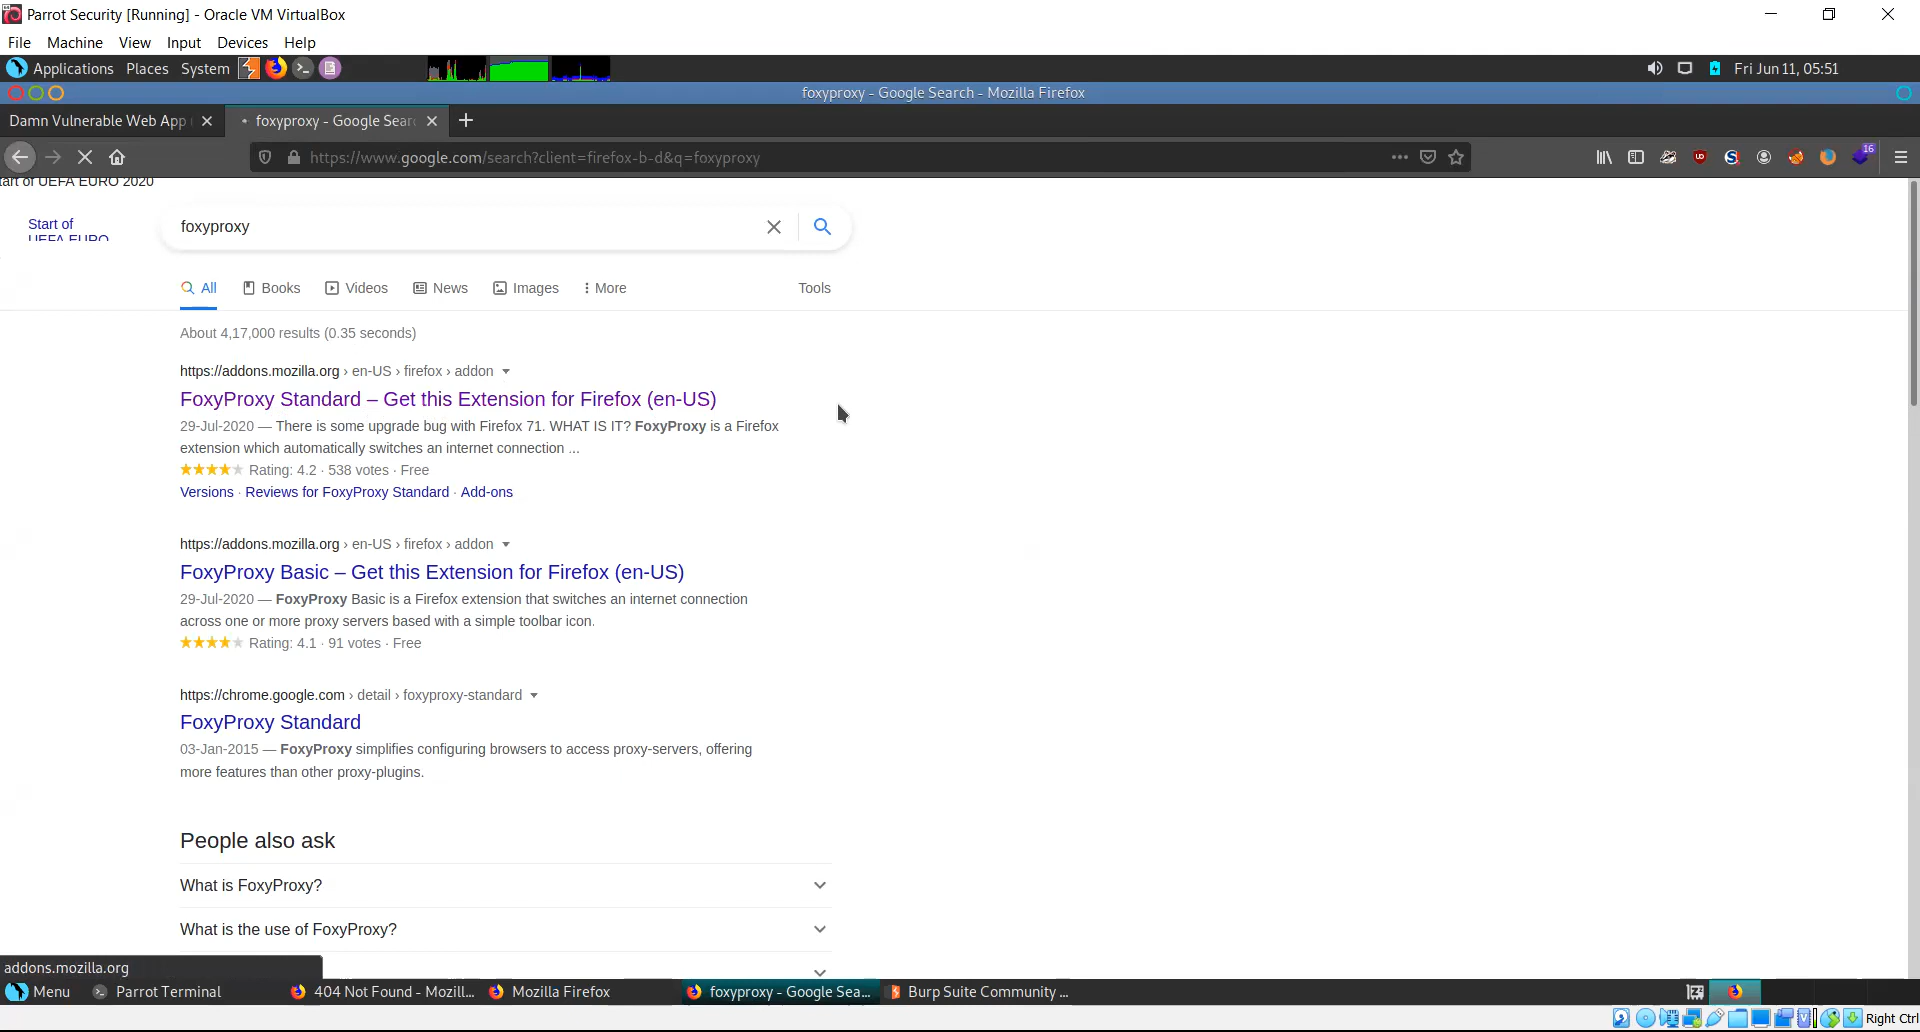 Parrot Security [Running] - Oracle VM VirtualBox
File Machine View Input Devices Help
Applications Places System
Fri Jun 11, 05:51
foxyproxy - Google Search - Mozilla Firefox
Damn Vulnerable Web App
foxyproxy - Google Sear
https://www.google.com/search?client=firefox-b-d&q=foxyproxy
16
tart of UEFA EURO 2020
Start of
UEFA EURO
foxyproxy
All Books Videos News Images More Tools
About 4,17,000 results (0.35 seconds)
https://addons.mozilla.org › en-US › firefox › addon
FoxyProxy Standard – Get this Extension for Firefox (en-US)
29-Jul-2020 — There is some upgrade bug with Firefox 71. WHAT IS IT? FoxyProxy is a Firefox
extension which automatically switches an internet connection ...
Rating: 4.2 · 538 votes · Free
Versions · Reviews for FoxyProxy Standard · Add-ons
https://addons.mozilla.org › en-US › firefox › addon
FoxyProxy Basic – Get this Extension for Firefox (en-US)
29-Jul-2020 — FoxyProxy Basic is a Firefox extension that switches an internet connection
across one or more proxy servers based with a simple toolbar icon.
Rating: 4.1 · 91 votes · Free
https://chrome.google.com › detail › foxyproxy-standard
FoxyProxy Standard
03-Jan-2015 — FoxyProxy simplifies configuring browsers to access proxy-servers, offering
more features than other proxy-plugins.
People also ask
What is FoxyProxy?
What is the use of FoxyProxy?
addons.mozilla.org
Menu Parrot Terminal 404 Not Found - Mozill... Mozilla Firefox foxyproxy - Google Sea... Burp Suite Community ...
Right Ctrl